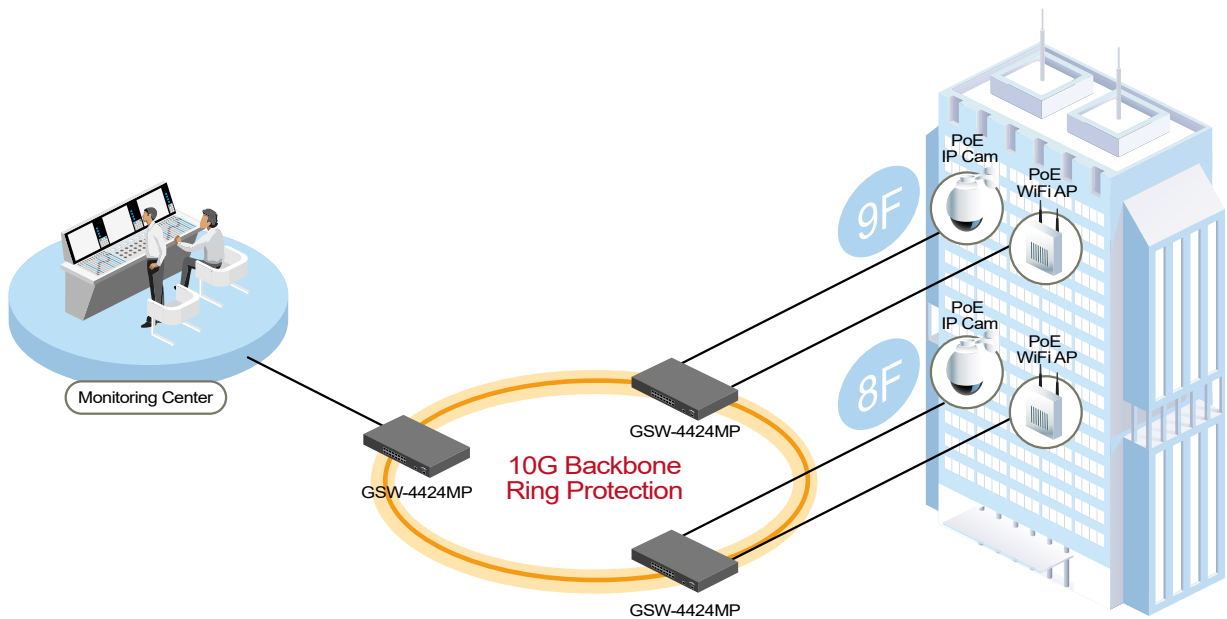 PoE
IP Cam
PoE
WiFi AP
9F
PoE
IP Cam
PoE
WiFi AP
8F
Monitoring Center
GSW-4424MP
GSW-4424MP
10G Backbone
Ring Protection
GSW-4424MP